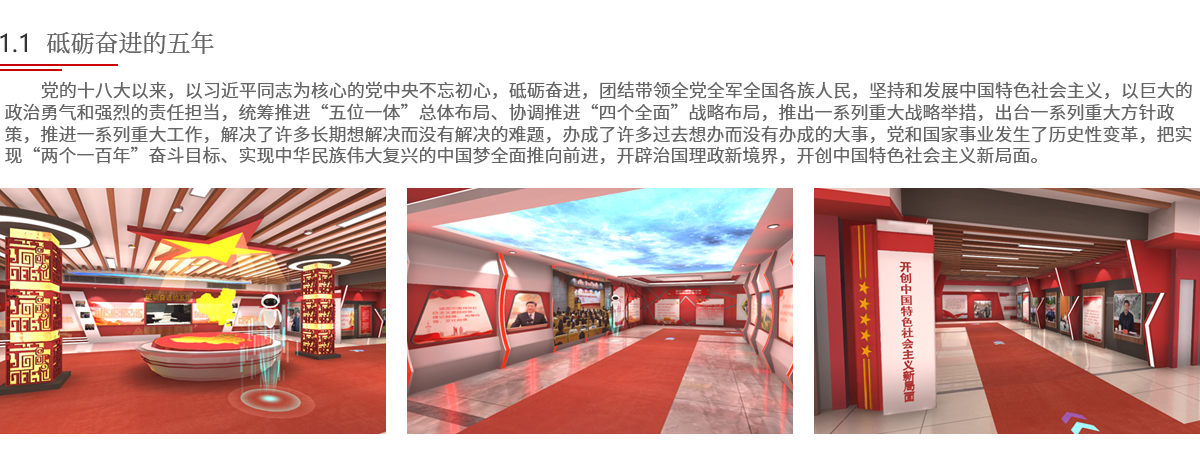 1.1 砥砺奋进的五年
党的十八大以来，以习近平同志为核心的党中央不忘初心，砥砺奋进，团结带领全党全军全国各族人民，坚持和发展中国特色社会主义，以巨大的
政治勇气和强烈的责任担当，统筹推进“五位一体”总体布局、协调推进“四个全面”战略布局，推出一系列重大战略举措，出台一系列重大方针政
策，推进一系列重大工作，解决了许多长期想解决而没有解决的难题，办成了许多过去想办而没有办成的大事，党和国家事业发生了历史性变革，把实
现“两个一百年”奋斗目标、实现中华民族伟大复兴的中国梦全面推向前进，开辟治国理政新境界，开创中国特色社会主义新局面。
砥砺奋进的五年
开创中国特色社会主义新局面